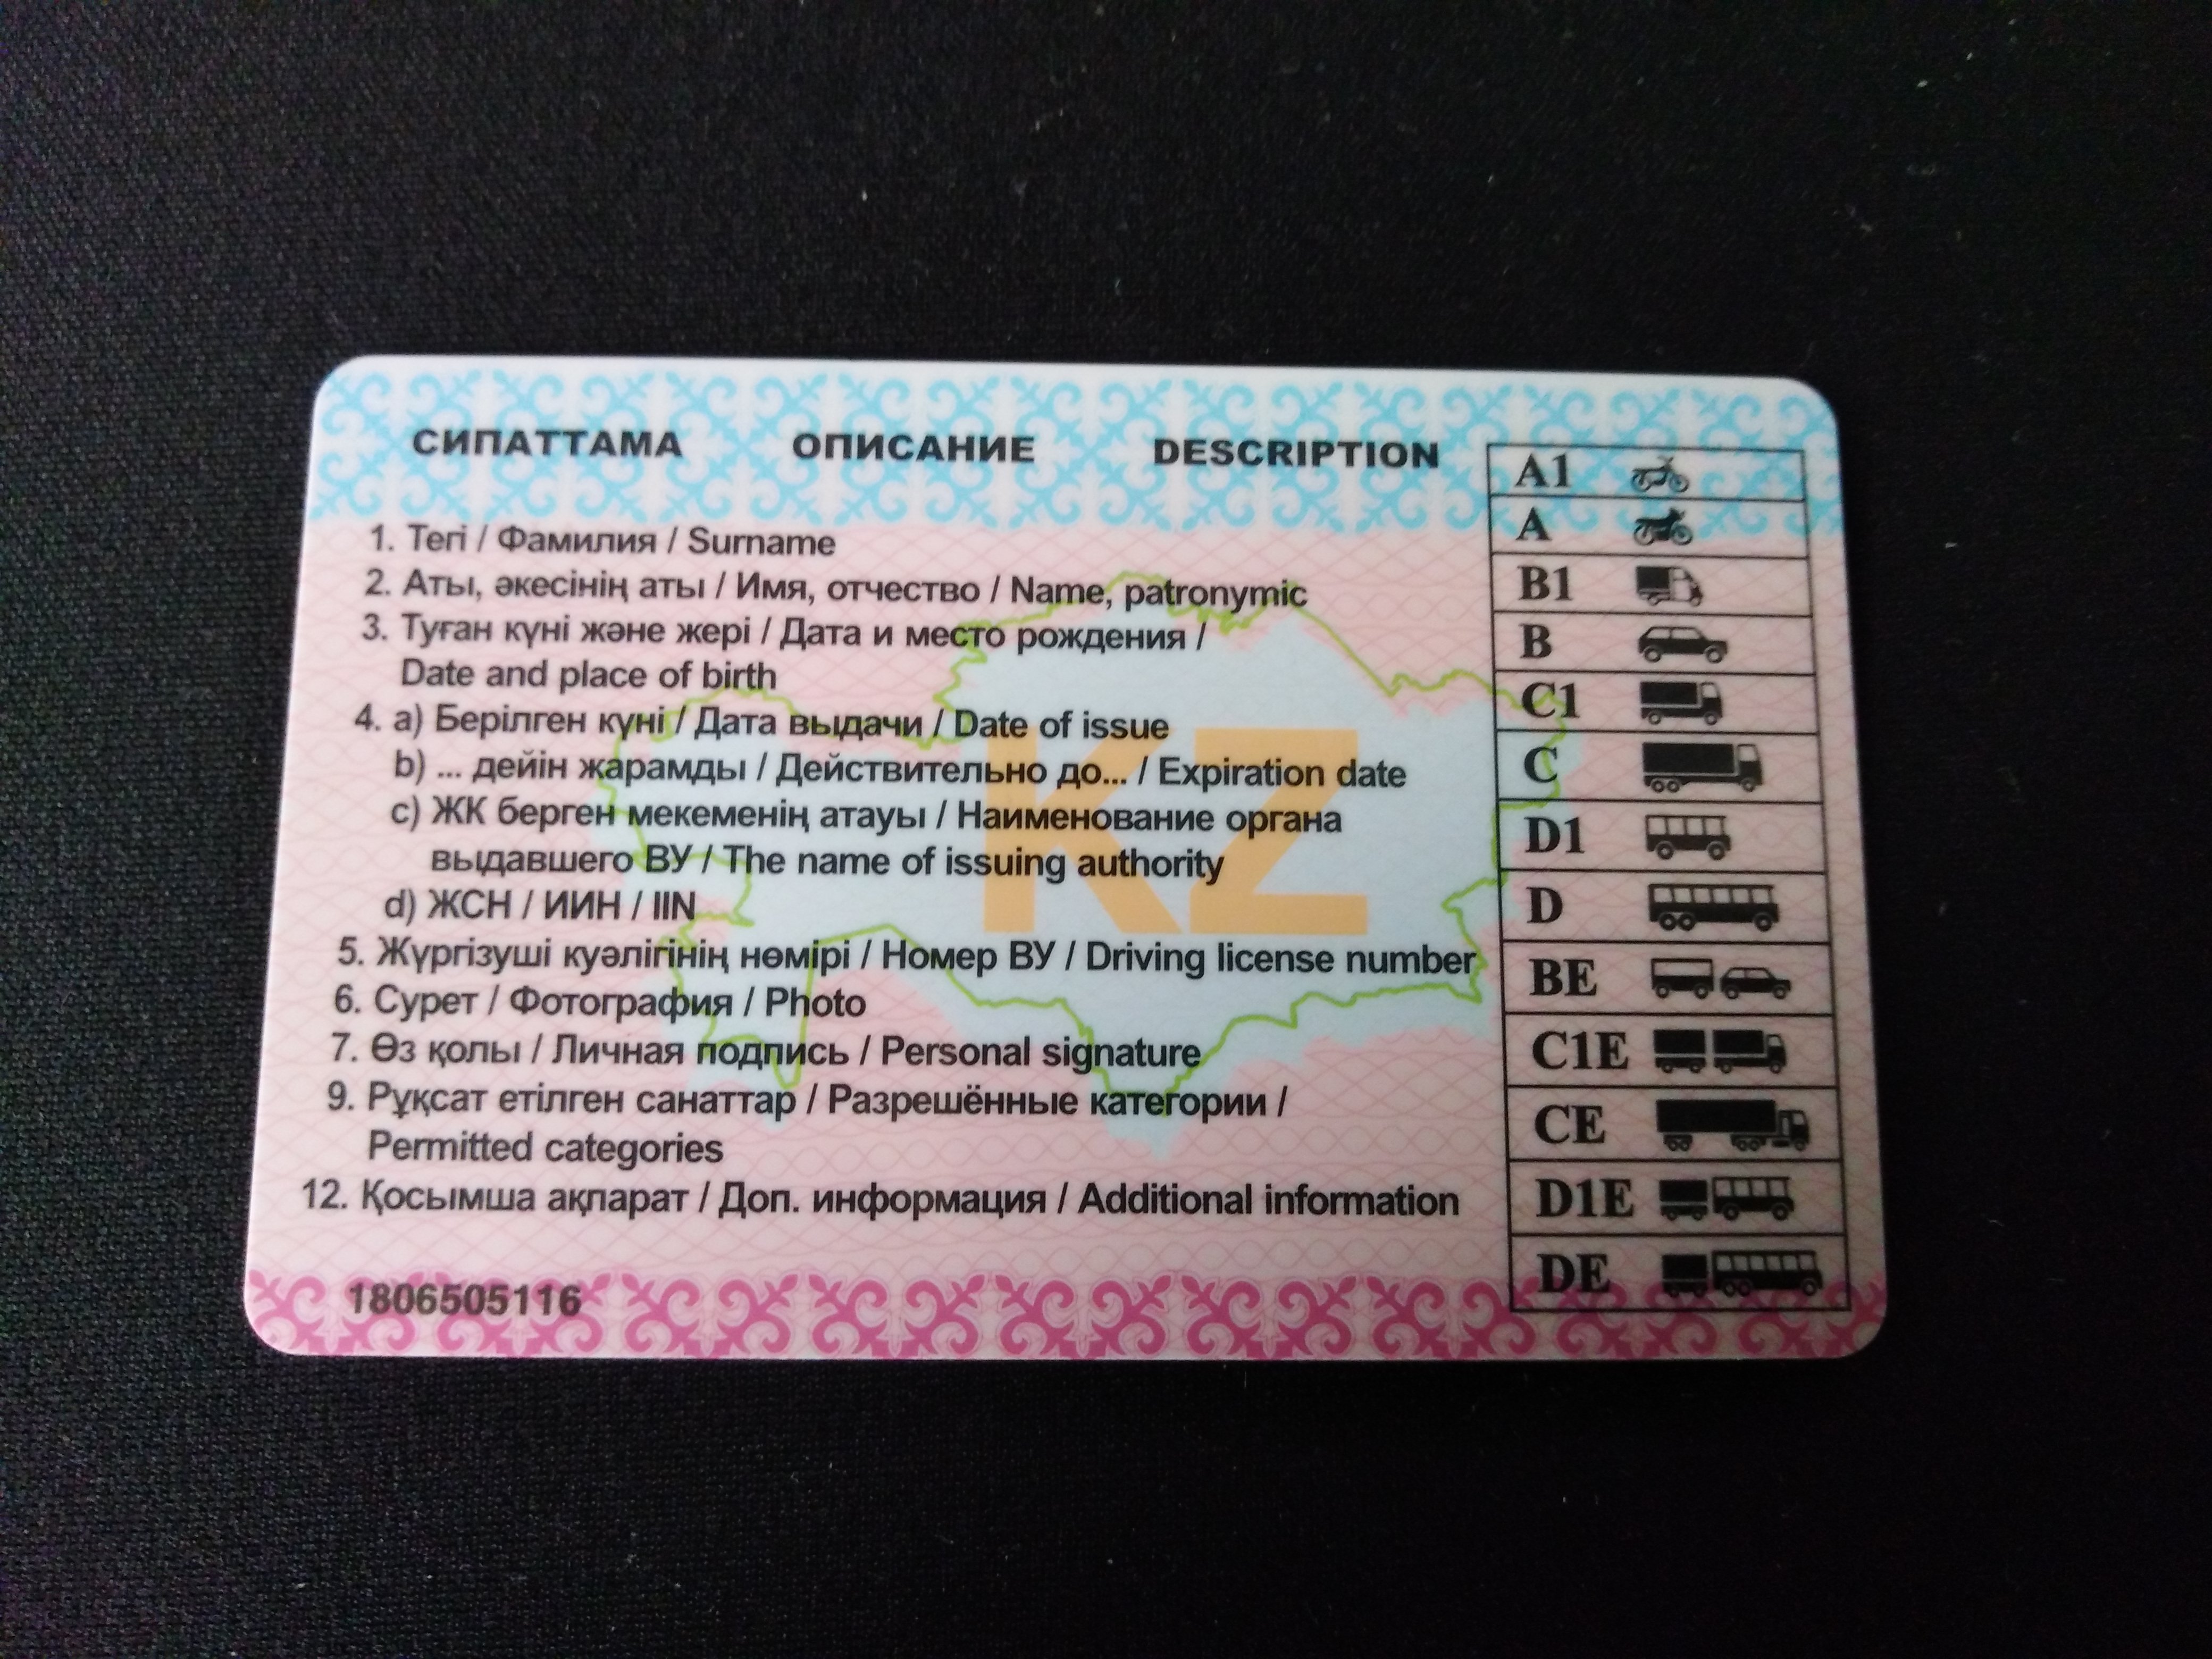 СИПАТТАМА ОПИСАНИЕ DESCRIPTION
1. Тегі / Фамилия / Surname
2. Аты, әкесінің аты / Имя, отчество / Name, patronymic
3. Туған күні және жері / Дата и место рождения /
Date and place of birth
4. a) Берілген күні / Дата выдачи / Date of issue
b) ... дейін жарамды / Действительно до... / Expiration date
c) ЖК берген мекеменің атауы / Наименование органа
выдавшего ВУ / The name of issuing authority
d) ЖСН / ИИН / IIN
5. Жүргізуші куәлігінің нөмірі / Номер ВУ / Driving license number
6. Сурет / Фотография / Photo
7. Өз қолы / Личная подпись / Personal signature
9. Рұқсат етілген санаттар / Разрешённые категории /
Permitted categories
12. Қосымша ақпарат / Доп. информация / Additional information
1806505116
KZ
A1
A
B1
B
C1
C
D1
D
BE
C1E
CE
D1E
DE